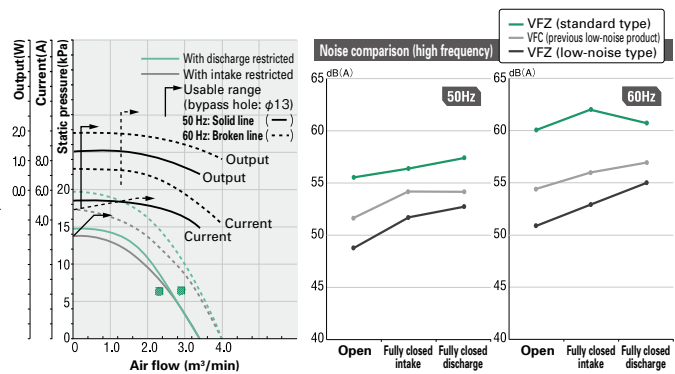 Output(W)
Current(A)
Static pressure(kPa)
2,0
1,0
0,0
8,0
6,0
4,0
20
15
10
5
0
0
1.0
2.0
3.0
4.0
Air flow (m³/min)
With discharge restricted
With intake restricted
Usable range
(bypass hole: φ13)
50 Hz: Solid line ( )
60 Hz: Broken line ( )
Output
Output
Current
Current
VFZ (standard type)
VFC (previous low-noise product)
VFZ (low-noise type)
Noise comparison (high frequency)
dB(A)
65
60
55
50
45
40
50Hz
Open
Fully closed
intake
Fully closed
discharge
dB(A)
65
60
55
50
45
40
60Hz
Open
Fully closed
intake
Fully closed
discharge